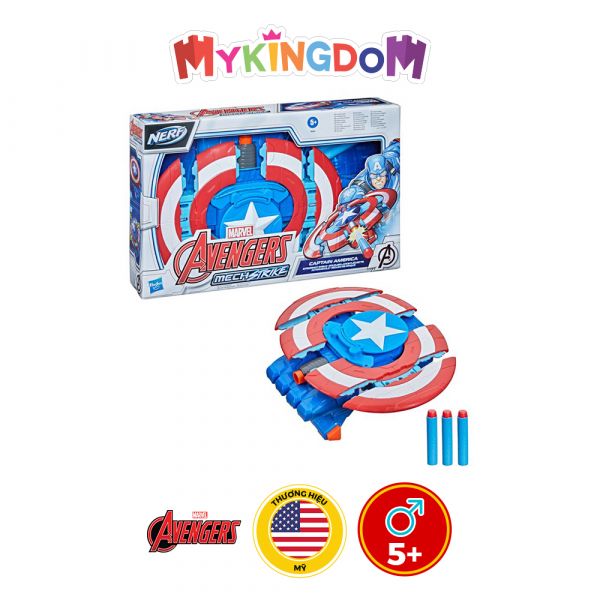 MYKINGDOM
NERF
5+
MARVEL
AVENGERS
MECH STRIKE
CAPTAIN AMERICA
Hasbro
MARVEL
AVENGERS
THƯƠNG HIỆU
MỸ
5+